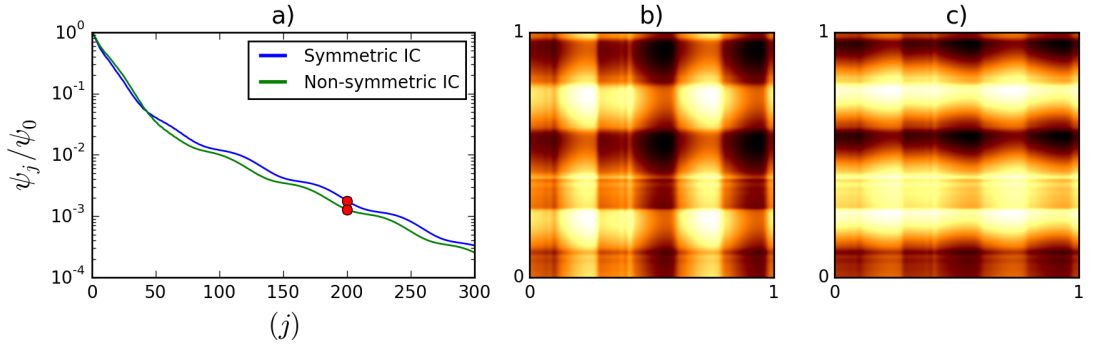 a)
10^0
10^-1
10^-2
10^-3
10^-4
ψ_j/ψ_0
Symmetric IC
Non-symmetric IC
0 50 100 150 200 250 300
(j)
b)
1
0
0 1
c)
1
0
0 1